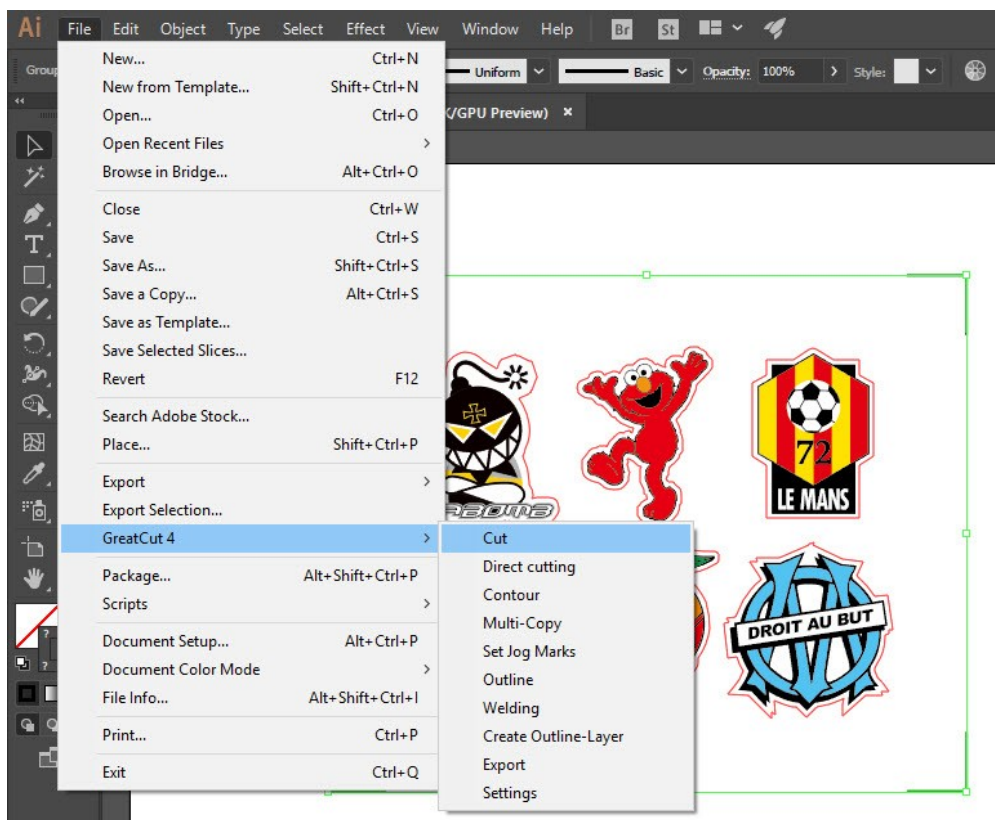 Ai File Edit Object Type Select Effect View Window Help Br St
Group Uniform Basic Opacity: 100% Style:
/GPU Preview) ×
New... Ctrl+N
New from Template... Shift+Ctrl+N
Open... Ctrl+O
Open Recent Files
Browse in Bridge... Alt+Ctrl+O
Close Ctrl+W
Save Ctrl+S
Save As... Shift+Ctrl+S
Save a Copy... Alt+Ctrl+S
Save as Template...
Save Selected Slices...
Revert F12
Search Adobe Stock...
Place... Shift+Ctrl+P
Export
Export Selection...
GreatCut 4
Package... Alt+Shift+Ctrl+P
Scripts
Document Setup... Alt+Ctrl+P
Document Color Mode
File Info... Alt+Shift+Ctrl+I
Print... Ctrl+P
Exit Ctrl+Q
Cut
Direct cutting
Contour
Multi-Copy
Set Jog Marks
Outline
Welding
Create Outline-Layer
Export
Settings
72
LE MANS
DROIT AU BUT